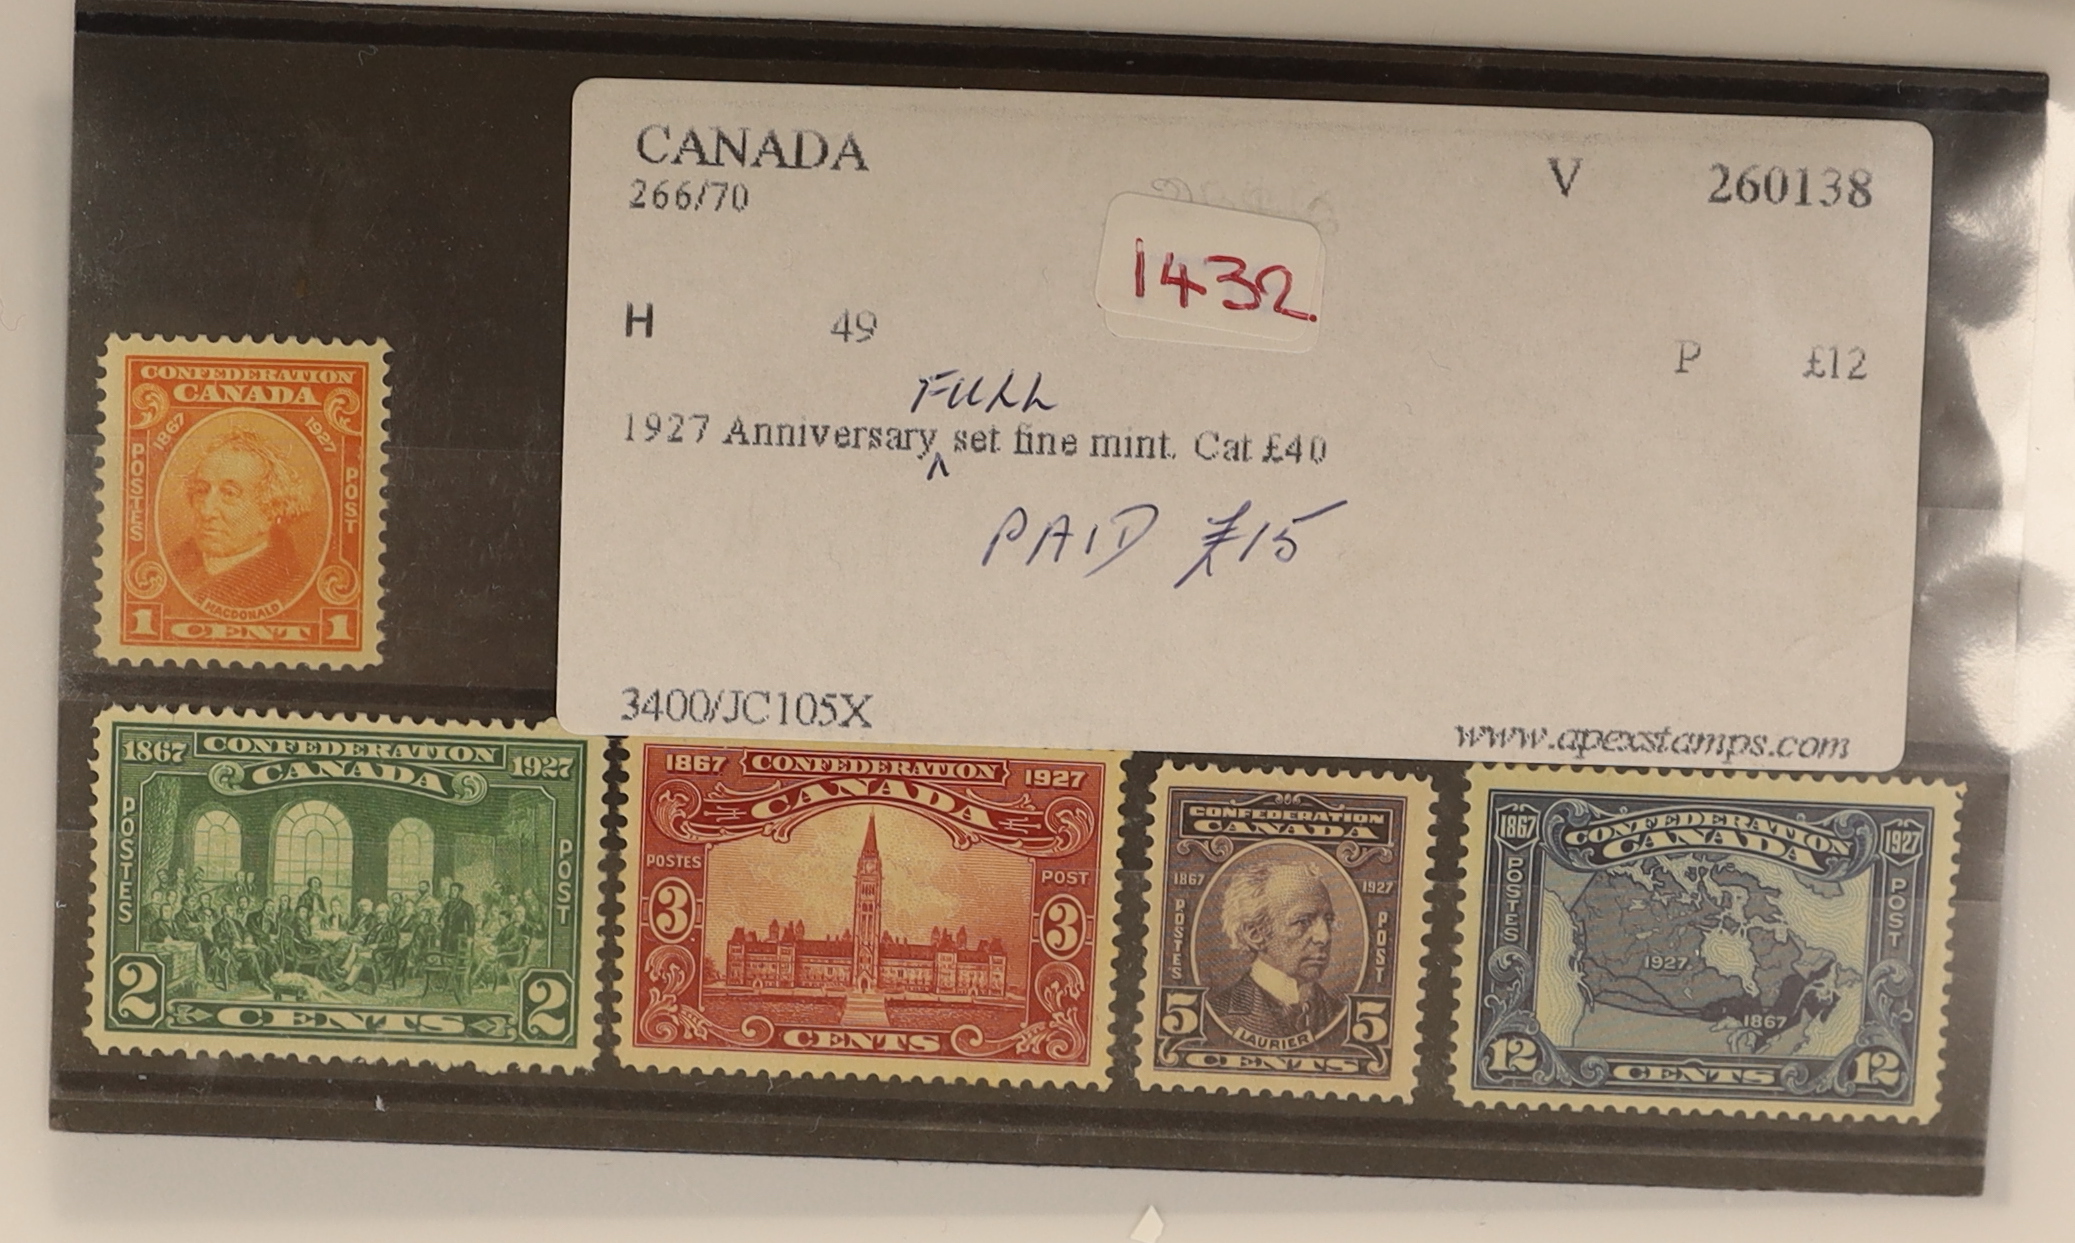 CANADA
266/70
V 260138
1432.
H 49
P £12
FULL
1927 Anniversary ^ set fine mint. Cat £40
PAID £15
3400/JC105X
www.apexstamps.com
CONFEDERATION
CANADA
1867 1927
POSTES
POST
MACDONALD
1 CENT 1
1867 CONFEDERATION 1927
CANADA
POSTES
POST
2 CENTS 2
1867 CONFEDERATION 1927
CANADA
POSTES POST
3 3
CENTS
CONFEDERATION
CANADA
1867 1927
POSTES
POST
5 5
LAURIER
CENTS
1867 CONFEDERATION 1927
CANADA
POSTES
POST
1927
1867
12 CENTS 12